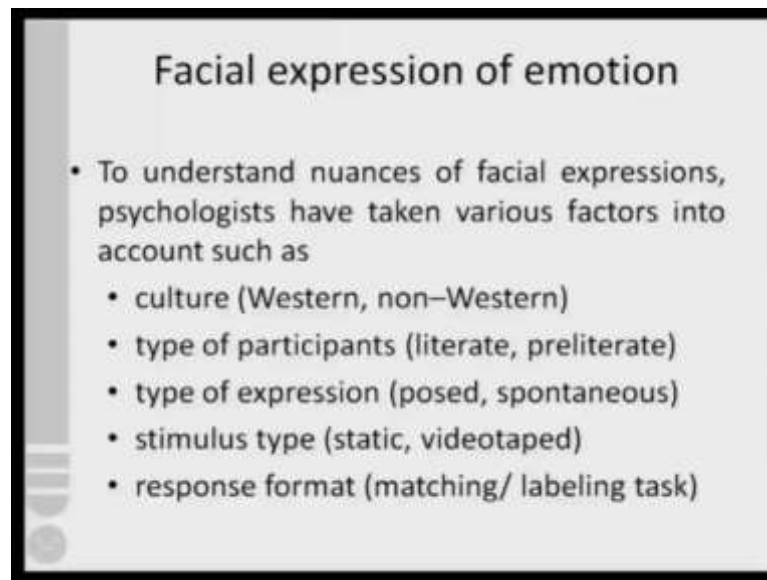 Facial expression of emotion
• To understand nuances of facial expressions,
psychologists have taken various factors into
account such as
• culture (Western, non–Western)
• type of participants (literate, preliterate)
• type of expression (posed, spontaneous)
• stimulus type (static, videotaped)
• response format (matching/ labeling task)